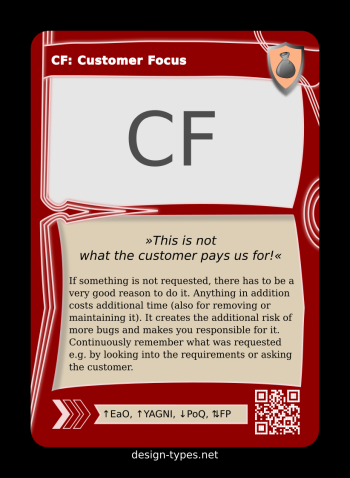 CF: Customer Focus
CF
»This is not
what the customer pays us for!«
If something is not requested, there has to be a
very good reason to do it. Anything in addition
costs additional time (also for removing or
maintaining it). It creates the additional risk of
more bugs and makes you responsible for it.
Continuously remember what was requested
e.g. by looking into the requirements or asking
the customer.
↑EaO, ↑YAGNI, ↓PoQ, ⇅FP
design-types.net